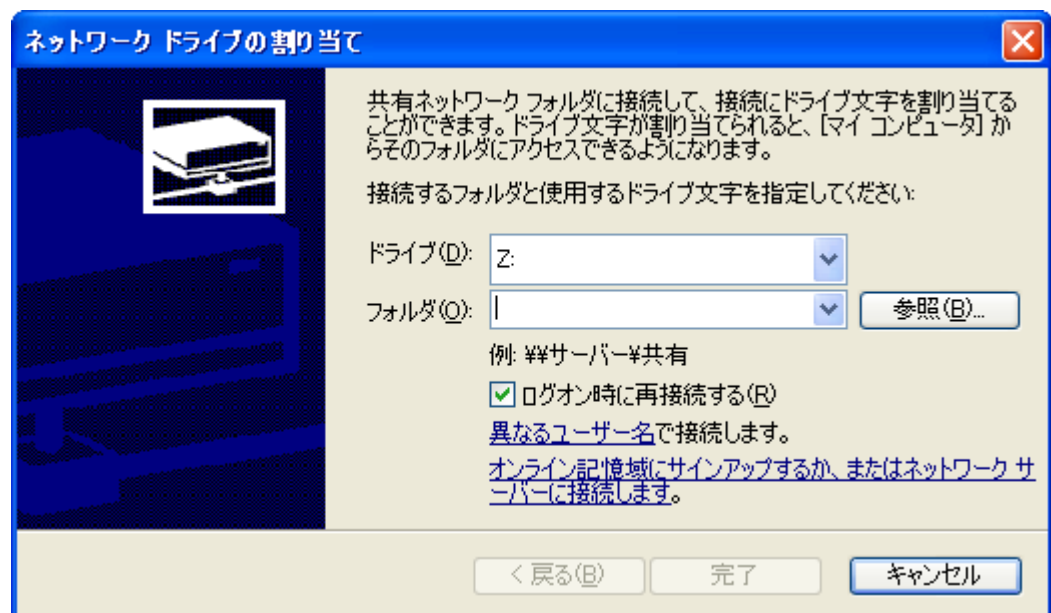 ネットワーク ドライブの割り当て
共有ネットワーク フォルダに接続して、接続にドライブ文字を割り当てる
ことができます。ドライブ文字が割り当てられると、[マイ コンピュータ] か
らそのフォルダにアクセスできるようになります。
接続するフォルダと使用するドライブ文字を指定してください:
ドライブ(D): Z:
フォルダ(O): 参照(B)...
例: ¥¥サーバー¥共有
ログオン時に再接続する(R)
異なるユーザー名で接続します。
オンライン記憶域にサインアップするか、またはネットワーク サ
ーバーに接続します。
< 戻る(B) 完了 キャンセル